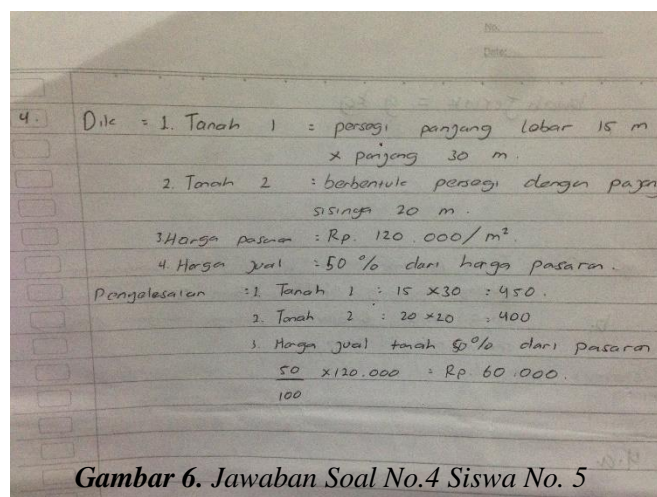 No.
Date:
4. Dik = 1. Tanah 1 : persegi panjang lebar 15 m
x panjang 30 m.
2. Tanah 2 : berbentuk persegi dengan pajang
sisinya 20 m.
3. Harga pasaran : Rp. 120.000/m².
4. Harga jual : 50 % dari harga pasaran.
Penyelesaian : 1. Tanah 1 : 15 x 30 : 450.
2. Tanah 2 : 20 x 20 : 400
3. Harga jual tanah 50% dari pasaran
50/100 x 120.000 = Rp. 60.000.
Gambar 6. Jawaban Soal No.4 Siswa No. 5